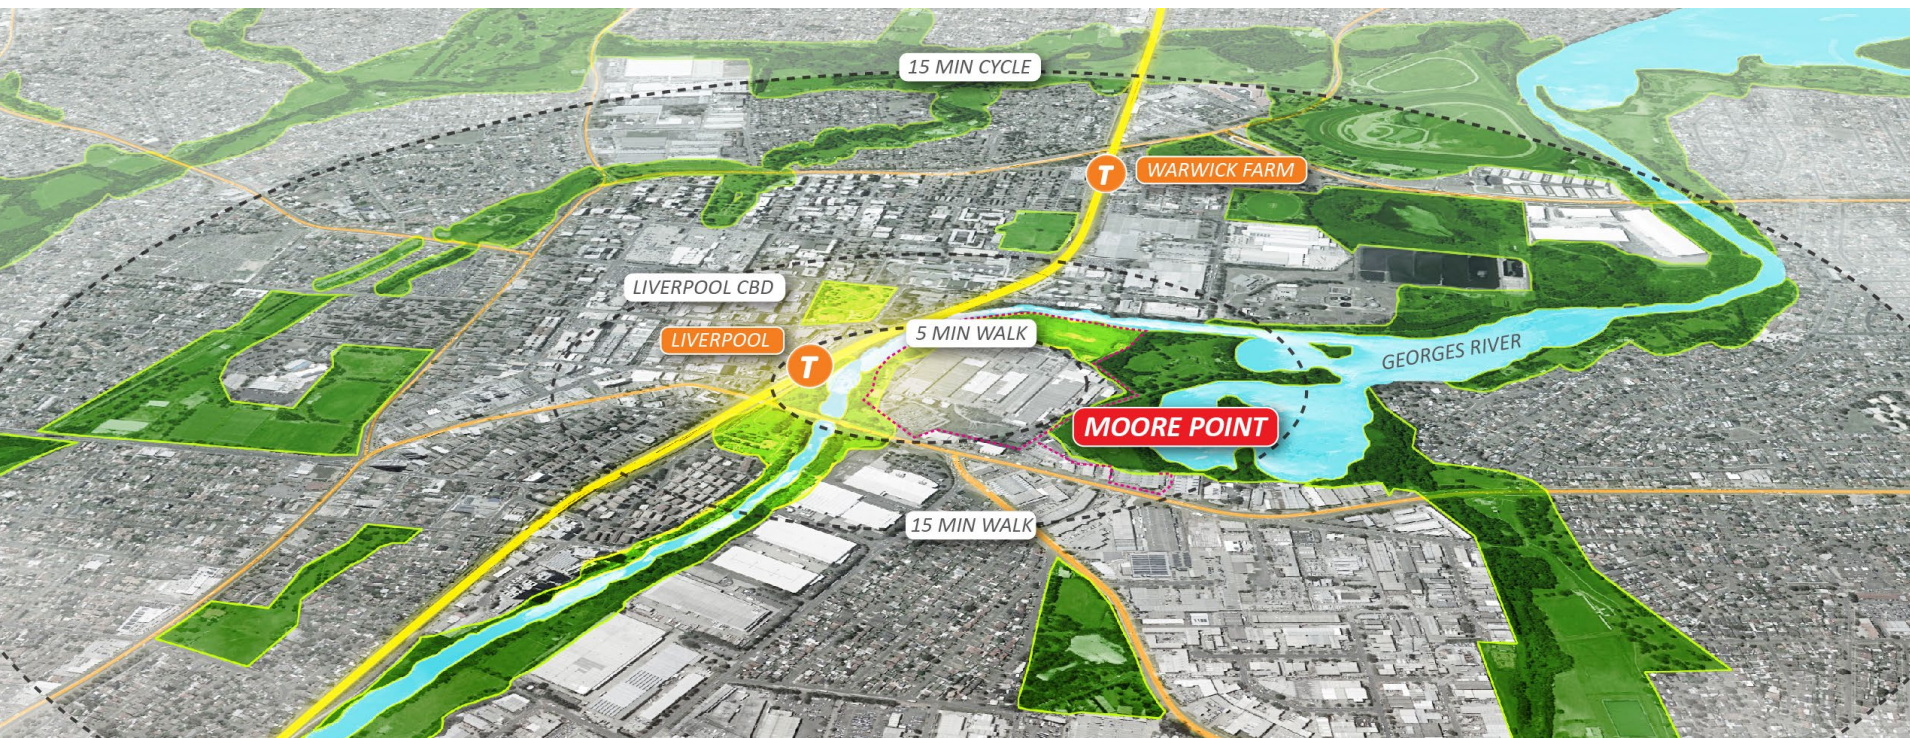 15 MIN CYCLE
T
WARWICK FARM
LIVERPOOL CBD
LIVERPOOL
T
5 MIN WALK
GEORGES RIVER
MOORE POINT
15 MIN WALK